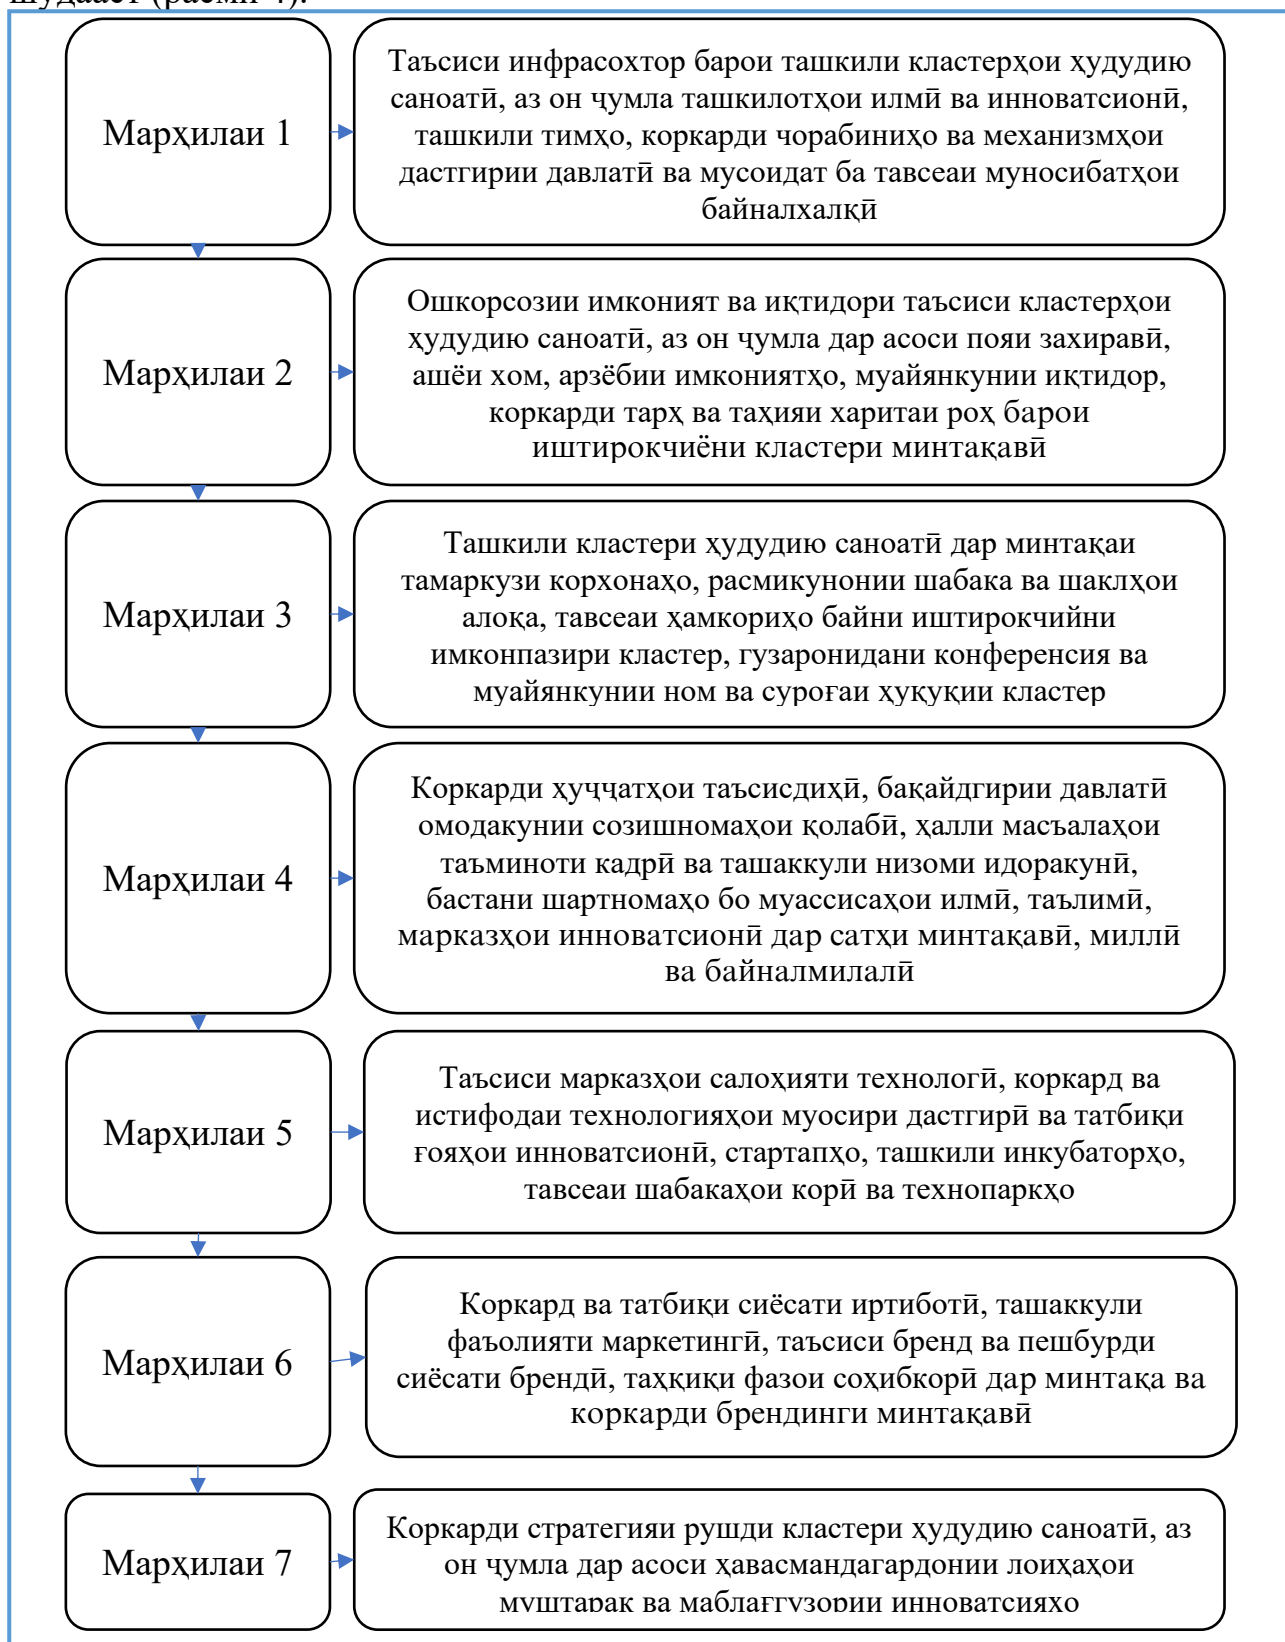 шудааст (расми 4).
Марҳилаи 1
Таъсиси инфрасохтор барои ташкили кластерҳои ҳудудию
саноатӣ, аз он ҷумла ташкилотҳои илмӣ ва инноватсионӣ,
ташкили тимҳо, коркарди чорабиниҳо ва механизмҳои
дастгирии давлатӣ ва мусоидат ба тавсеаи муносибатҳои
байналхалқӣ
Марҳилаи 2
Ошкорсозии имконият ва иқтидори таъсиси кластерҳои
ҳудудию саноатӣ, аз он ҷумла дар асоси пояи захиравӣ,
ашёи хом, арзёбии имкониятҳо, муайянкунии иқтидор,
коркарди тарҳ ва таҳияи харитаи роҳ барои
иштирокчиёни кластери минтақавӣ
Марҳилаи 3
Ташкили кластери ҳудудию саноатӣ дар минтақаи
тамаркузи корхонаҳо, расмикунонии шабака ва шаклҳои
алоқа, тавсеаи ҳамкориҳо байни иштирокчийни
имконпазири кластер, гузаронидани конференсия ва
муайянкунии ном ва суроғаи ҳуқуқии кластер
Марҳилаи 4
Коркарди ҳуҷҷатҳои таъсисдиҳӣ, бақайдгирии давлатӣ
омодакунии созишномаҳои қолабӣ, ҳалли масъалаҳои
таъминоти кадрӣ ва ташаккули низоми идоракунӣ,
бастани шартномаҳо бо муассисаҳои илмӣ, таълимӣ,
марказҳои инноватсионӣ дар сатҳи минтақавӣ, миллӣ
ва байналмилалӣ
Марҳилаи 5
Таъсиси марказҳои салоҳияти технологӣ, коркард ва
истифодаи технологияҳои муосири дастгирӣ ва татбиқи
ғояҳои инноватсионӣ, стартапҳо, ташкили инкубаторҳо,
тавсеаи шабакаҳои корӣ ва технопаркҳо
Марҳилаи 6
Коркард ва татбиқи сиёсати иртиботӣ, ташаккули
фаъолияти маркетингӣ, таъсиси бренд ва пешбурди
сиёсати брендӣ, таҳқиқи фазои соҳибкорӣ дар минтақа ва
коркарди брендинги минтақавӣ
Марҳилаи 7
Коркарди стратегияи рушди кластери ҳудудию саноатӣ, аз
он ҷумла дар асоси ҳавасмандагардонии лоиҳаҳои
муштарак ва маблағгузории инноватсияҳо